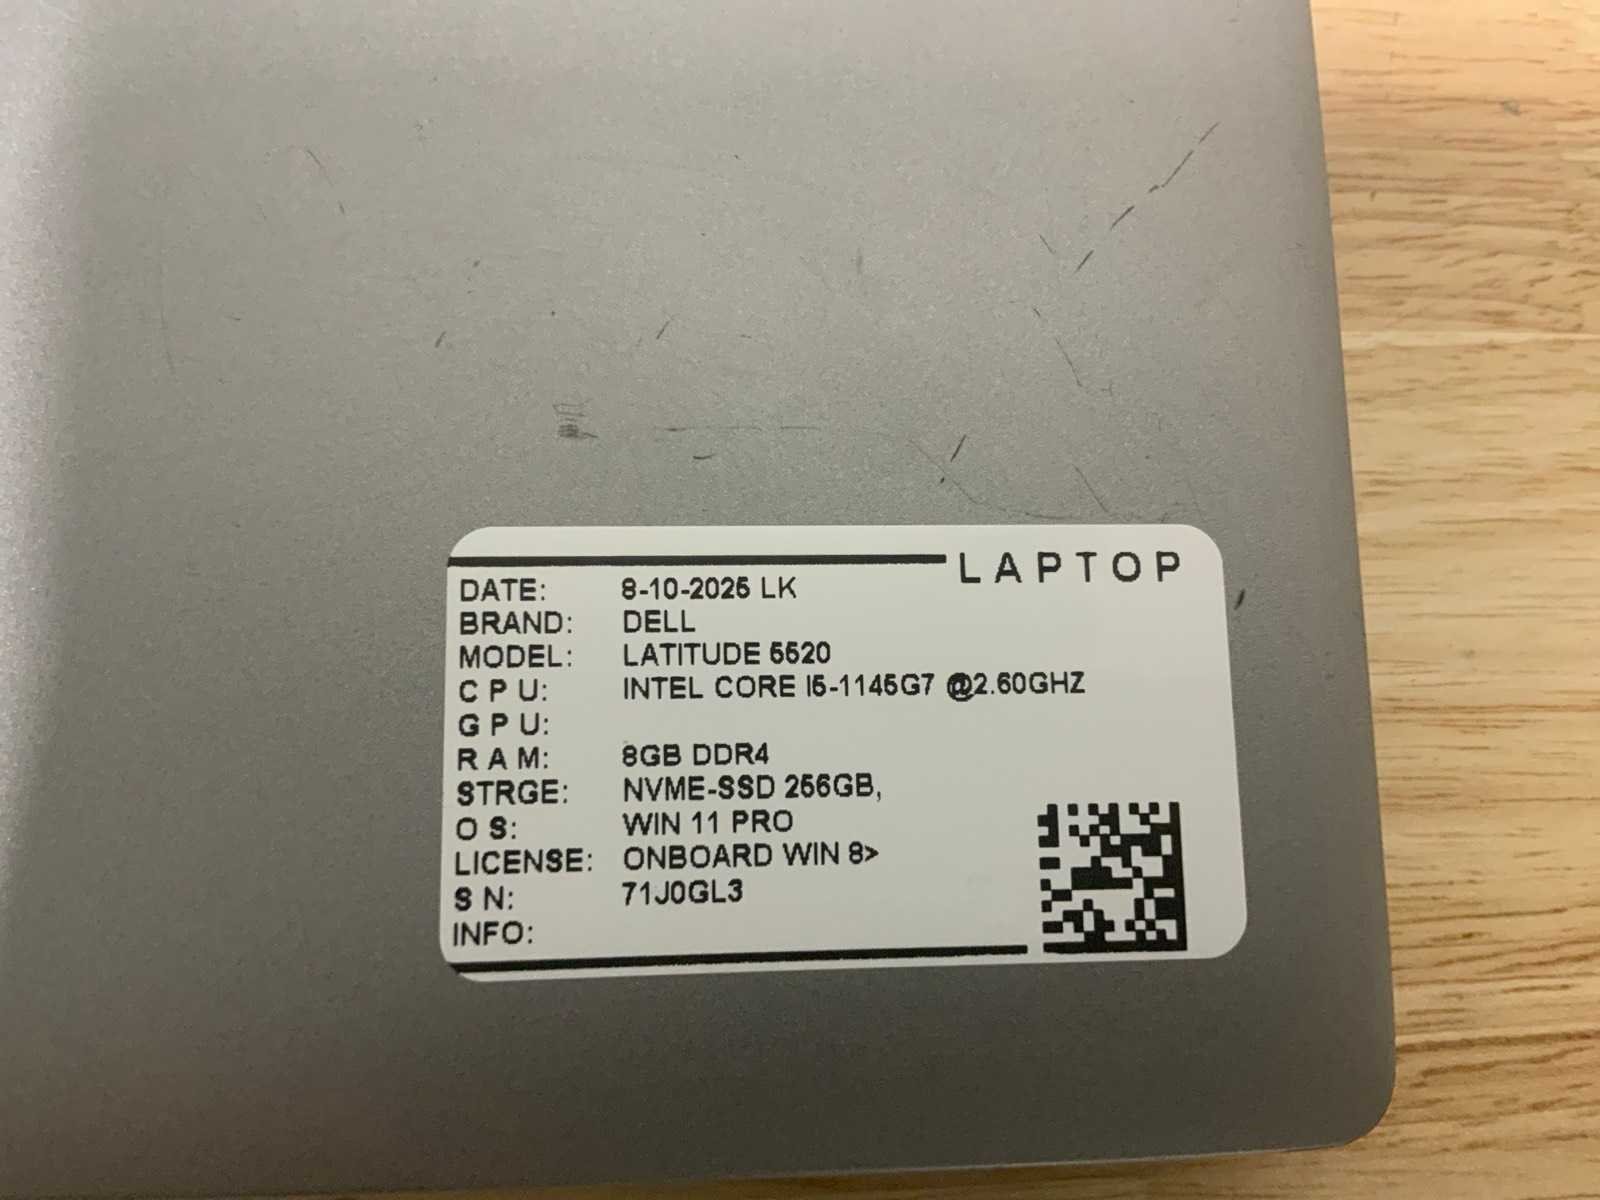 LAPTOP
DATE: 8-10-2025 LK
BRAND: DELL
MODEL: LATITUDE 5520
C P U: INTEL CORE I5-1145G7 @2.60GHZ
G P U:
R A M: 8GB DDR4
STRGE: NVME-SSD 256GB,
O S: WIN 11 PRO
LICENSE: ONBOARD WIN 8>
S N: 71J0GL3
INFO: